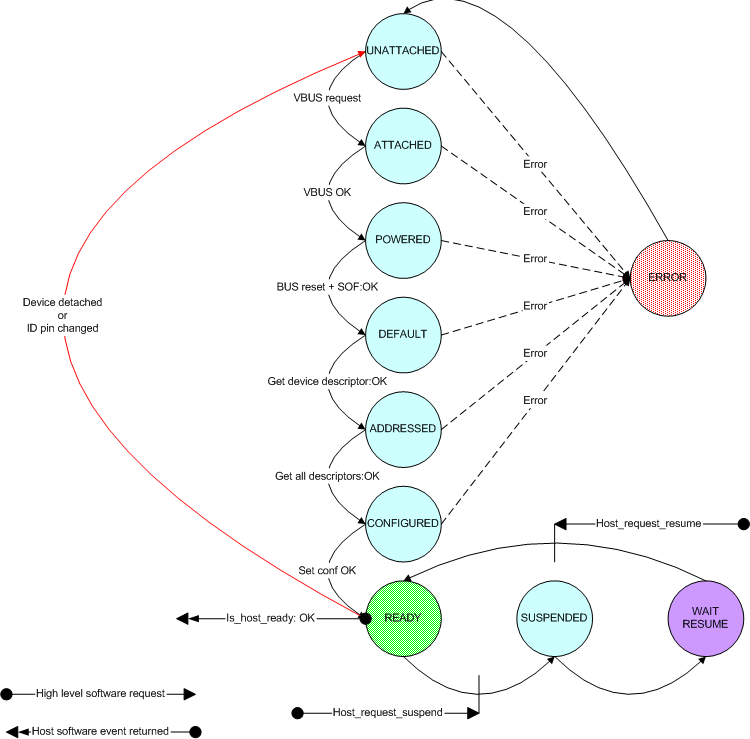 UNATTACHED
VBUS request
Error
ATTACHED
VBUS OK
Error
POWERED
Error
ERROR
BUS reset + SOF:OK
Device detached
or
ID pin changed
Error
DEFAULT
Error
Get device descriptor:OK
Error
ADDRESSED
Get all descriptors:OK
CONFIGURED
Host_request_resume
Set conf OK
Is_host_ready: OK
READY
SUSPENDED
WAIT
RESUME
High level software request
Host_request_suspend
Host software event returned